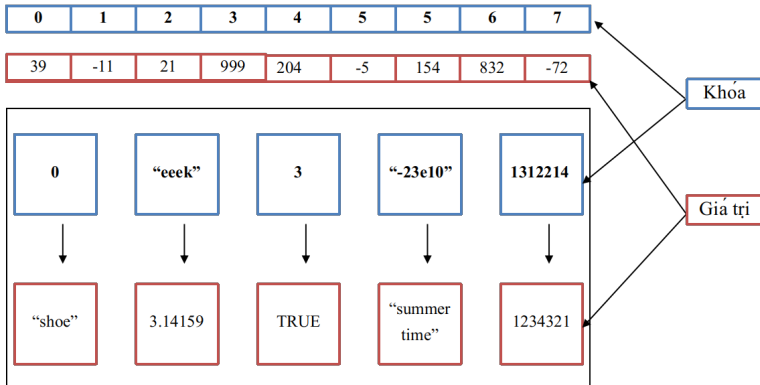 0 1 2 3 4 5 5 6 7
39 -11 21 999 204 -5 154 832 -72
Khóa
0 “eeek” 3 “-23e10” 1312214
Giá trị
“shoe” 3.14159 TRUE “summer
time” 1234321